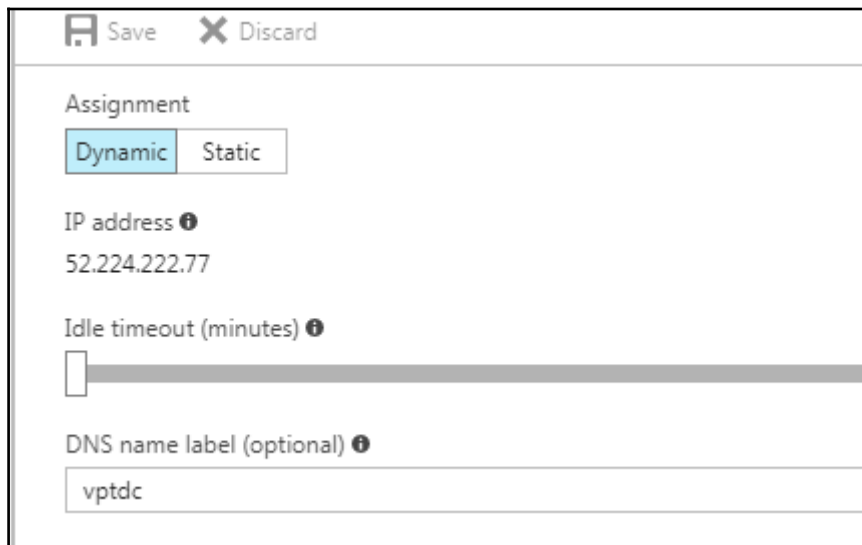 Save Discard
Assignment
Dynamic Static
IP address
52.224.222.77
Idle timeout (minutes)
DNS name label (optional)
vptdc